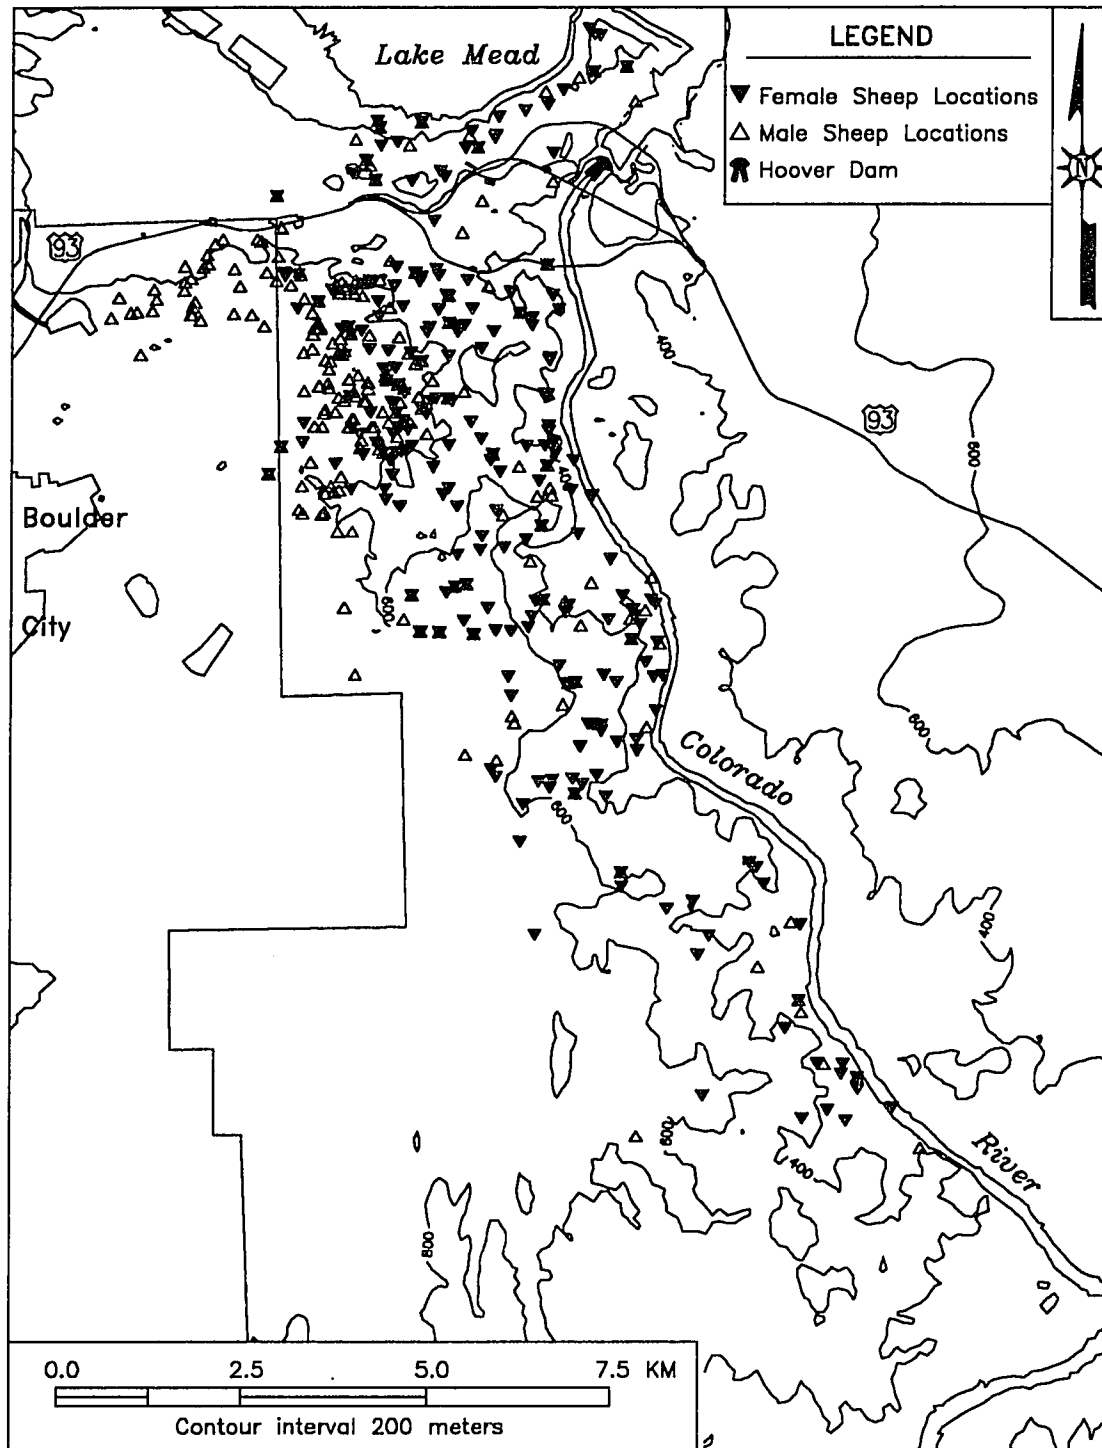 Lake Mead
LEGEND
Female Sheep Locations
Male Sheep Locations
Hoover Dam
N
93
400
93
600
400
Boulder
City
600
600
Colorado
600
400
600
400
River
800
0.0 2.5 5.0 7.5 KM
Contour interval 200 meters